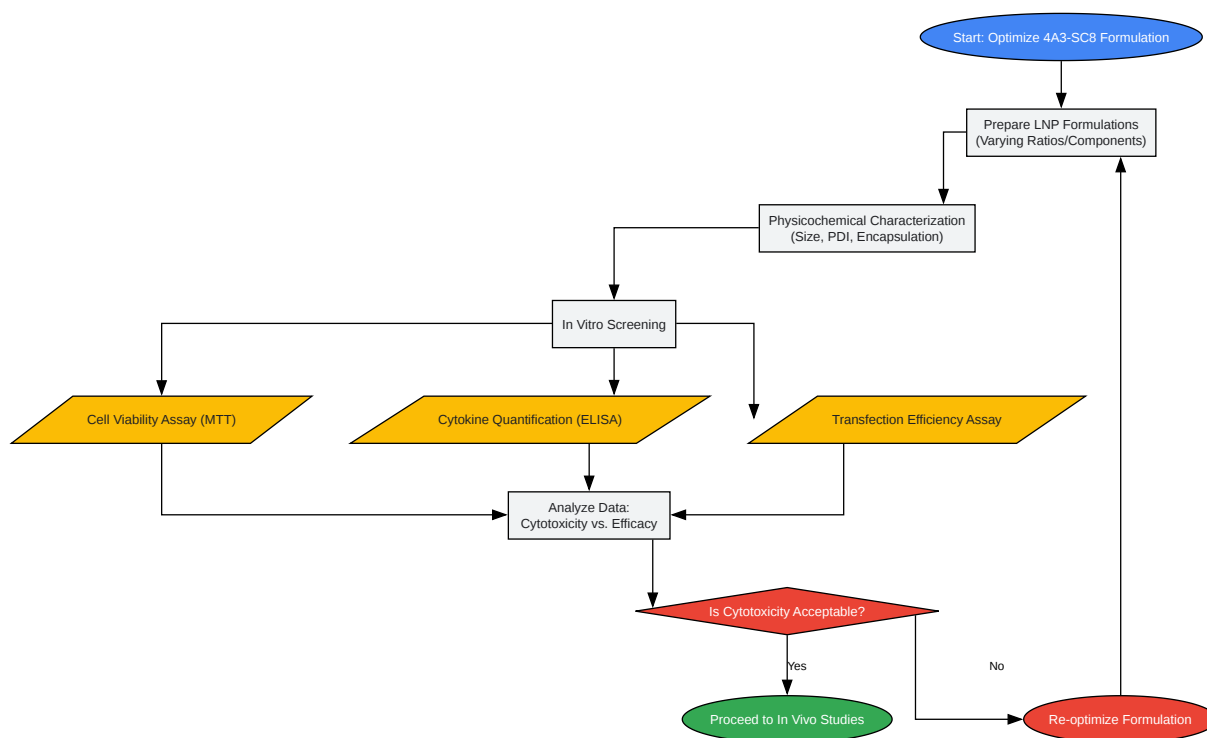 Start: Optimize 4A3-SC8 Formulation
Prepare LNP Formulations
(Varying Ratios/Components)
Physicochemical Characterization
(Size, PDI, Encapsulation)
In Vitro Screening
Cell Viability Assay (MTT)
Cytokine Quantification (ELISA)
Transfection Efficiency Assay
Analyze Data:
Cytotoxicity vs. Efficacy
Is Cytotoxicity Acceptable?
Yes
No
Proceed to In Vivo Studies
Re-optimize Formulation